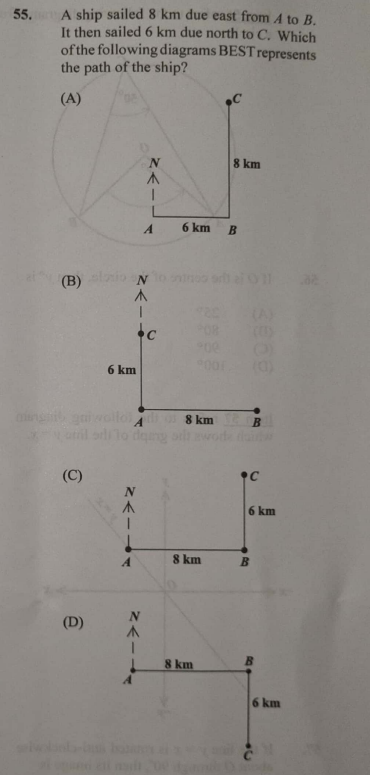 55. A ship sailed 8 km due east from A to B.
It then sailed 6 km due north to C. Which
of the following diagrams BEST represents
the path of the ship?
(A)
C
N
8 km
A 6 km B
(B)
N
C
6 km
A 8 km B
(C)
C
N
6 km
A 8 km B
(D)
N
8 km B
A
6 km
C